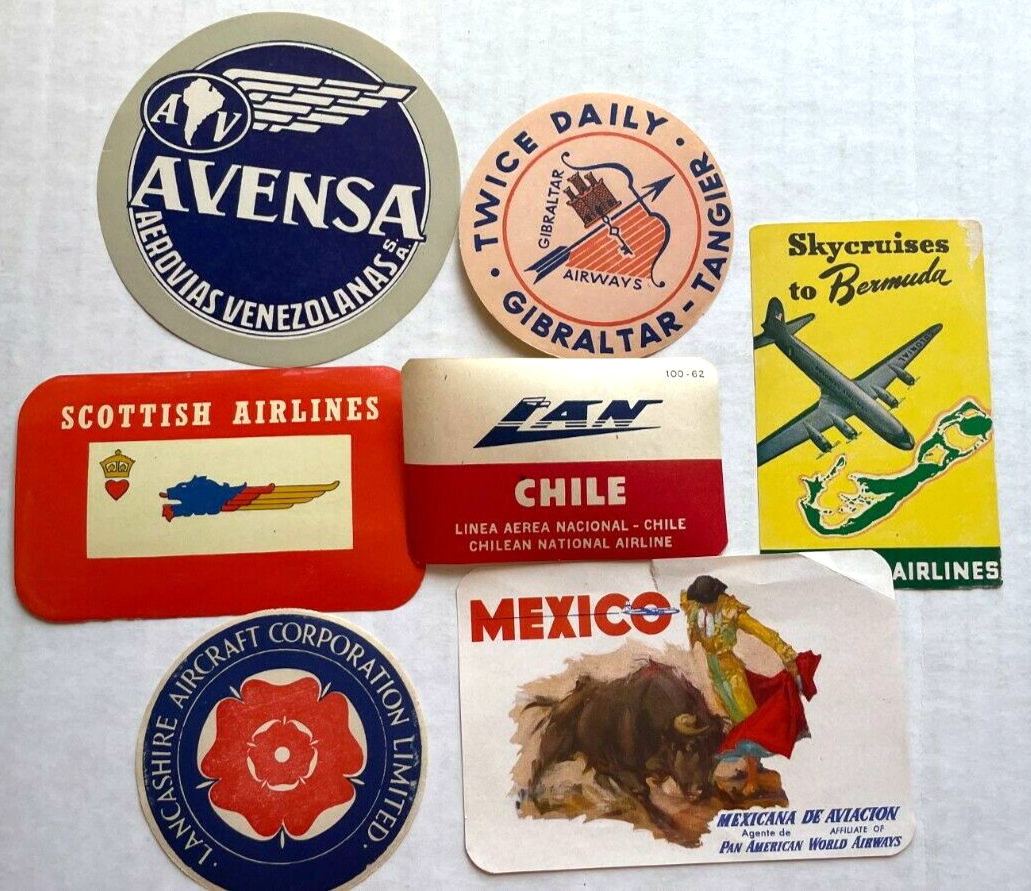 A V
AVENSA
AEROVIAS VENEZOLANAS S.A.
• TWICE DAILY •
GIBRALTAR - TANGIER
GIBRALTAR
AIRWAYS
Skycruises
to Bermuda
AIRLINES
SCOTTISH AIRLINES
100-62
LAN
CHILE
LINEA AEREA NACIONAL - CHILE
CHILEAN NATIONAL AIRLINE
• LANCASHIRE AIRCRAFT CORPORATION LIMITED •
MEXICO
MEXICANA DE AVIACION
Agente de AFFILIATE OF
PAN AMERICAN WORLD AIRWAYS